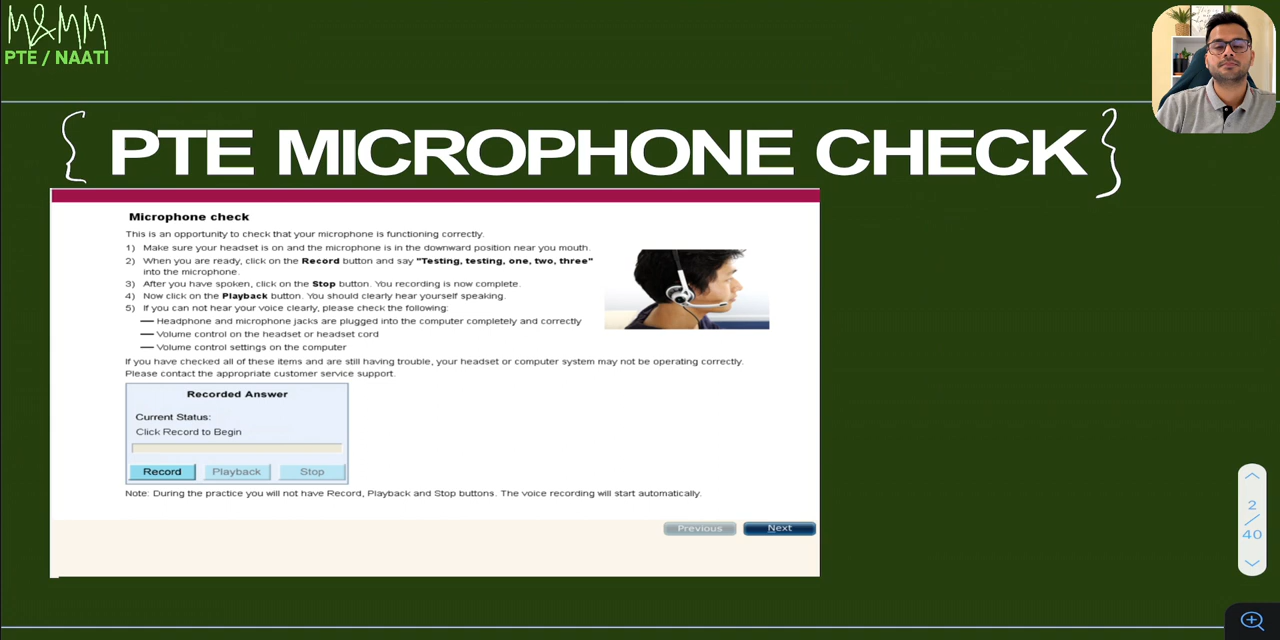 M&MM
PTE / NAATI
PTE MICROPHONE CHECK
Microphone check
This is an opportunity to check that your microphone is functioning correctly.
1) Make sure your headset is on and the microphone is in the downward position near you mouth.
2) When you are ready, click on the Record button and say "Testing, testing, one, two, three"
into the microphone.
3) After you have spoken, click on the Stop button. You recording is now complete.
4) Now click on the Playback button. You should clearly hear yourself speaking.
5) If you can not hear your voice clearly, please check the following:
— Headphone and microphone jacks are plugged into the computer completely and correctly
— Volume control on the headset or headset cord
— Volume control settings on the computer
If you have checked all of these items and are still having trouble, your headset or computer system may not be operating correctly.
Please contact the appropriate customer service support.
Recorded Answer
Current Status:
Click Record to Begin
Record Playback Stop
Note: During the practice you will not have Record, Playback and Stop buttons. The voice recording will start automatically.
Previous Next
2
/
40